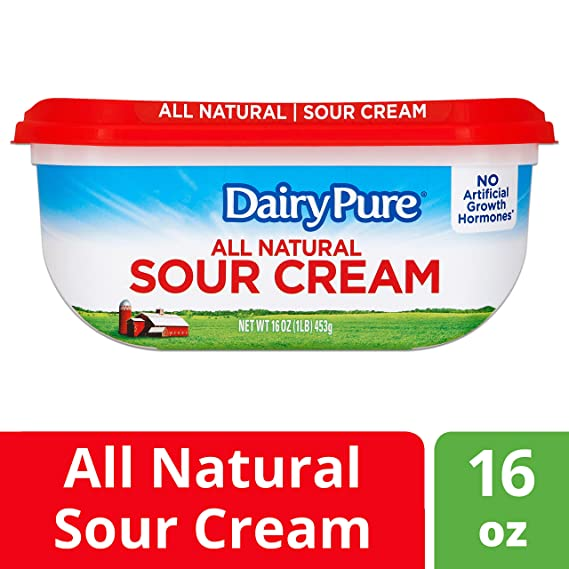 ALL NATURAL | SOUR CREAM
DairyPure®
NO
Artificial
Growth
Hormones*
ALL NATURAL
SOUR CREAM
NET WT 16 OZ (1LB) 453g
All Natural
Sour Cream
16
oz